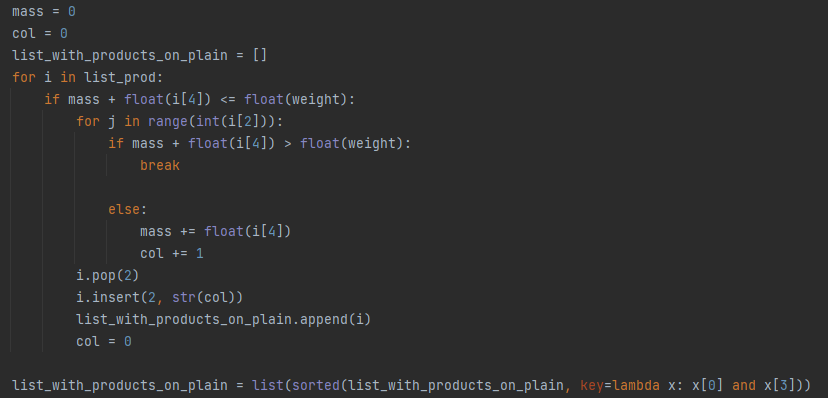 mass = 0
col = 0
list_with_products_on_plain = []
for i in list_prod:
    if mass + float(i[4]) <= float(weight):
        for j in range(int(i[2])):
            if mass + float(i[4]) > float(weight):
                break
            else:
                mass += float(i[4])
                col += 1
        i.pop(2)
        i.insert(2, str(col))
        list_with_products_on_plain.append(i)
        col = 0
list_with_products_on_plain = list(sorted(list_with_products_on_plain, key=lambda x: x[0] and x[3]))